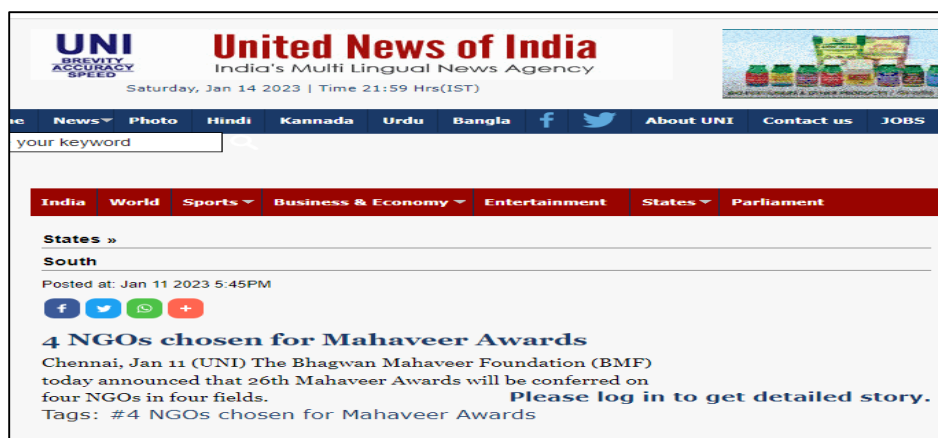 UNI
BREVITY
ACCURACY
SPEED
United News of India
India's Multi Lingual News Agency
Saturday, Jan 14 2023 | Time 21:59 Hrs(IST)
News Photo Hindi Kannada Urdu Bangla About UNI Contact us JOBS
your keyword
India World Sports Business & Economy Entertainment States Parliament
States »
South
Posted at: Jan 11 2023 5:45PM
4 NGOs chosen for Mahaveer Awards
Chennai, Jan 11 (UNI) The Bhagwan Mahaveer Foundation (BMF)
today announced that 26th Mahaveer Awards will be conferred on
four NGOs in four fields.
Please log in to get detailed story.
Tags: #4 NGOs chosen for Mahaveer Awards